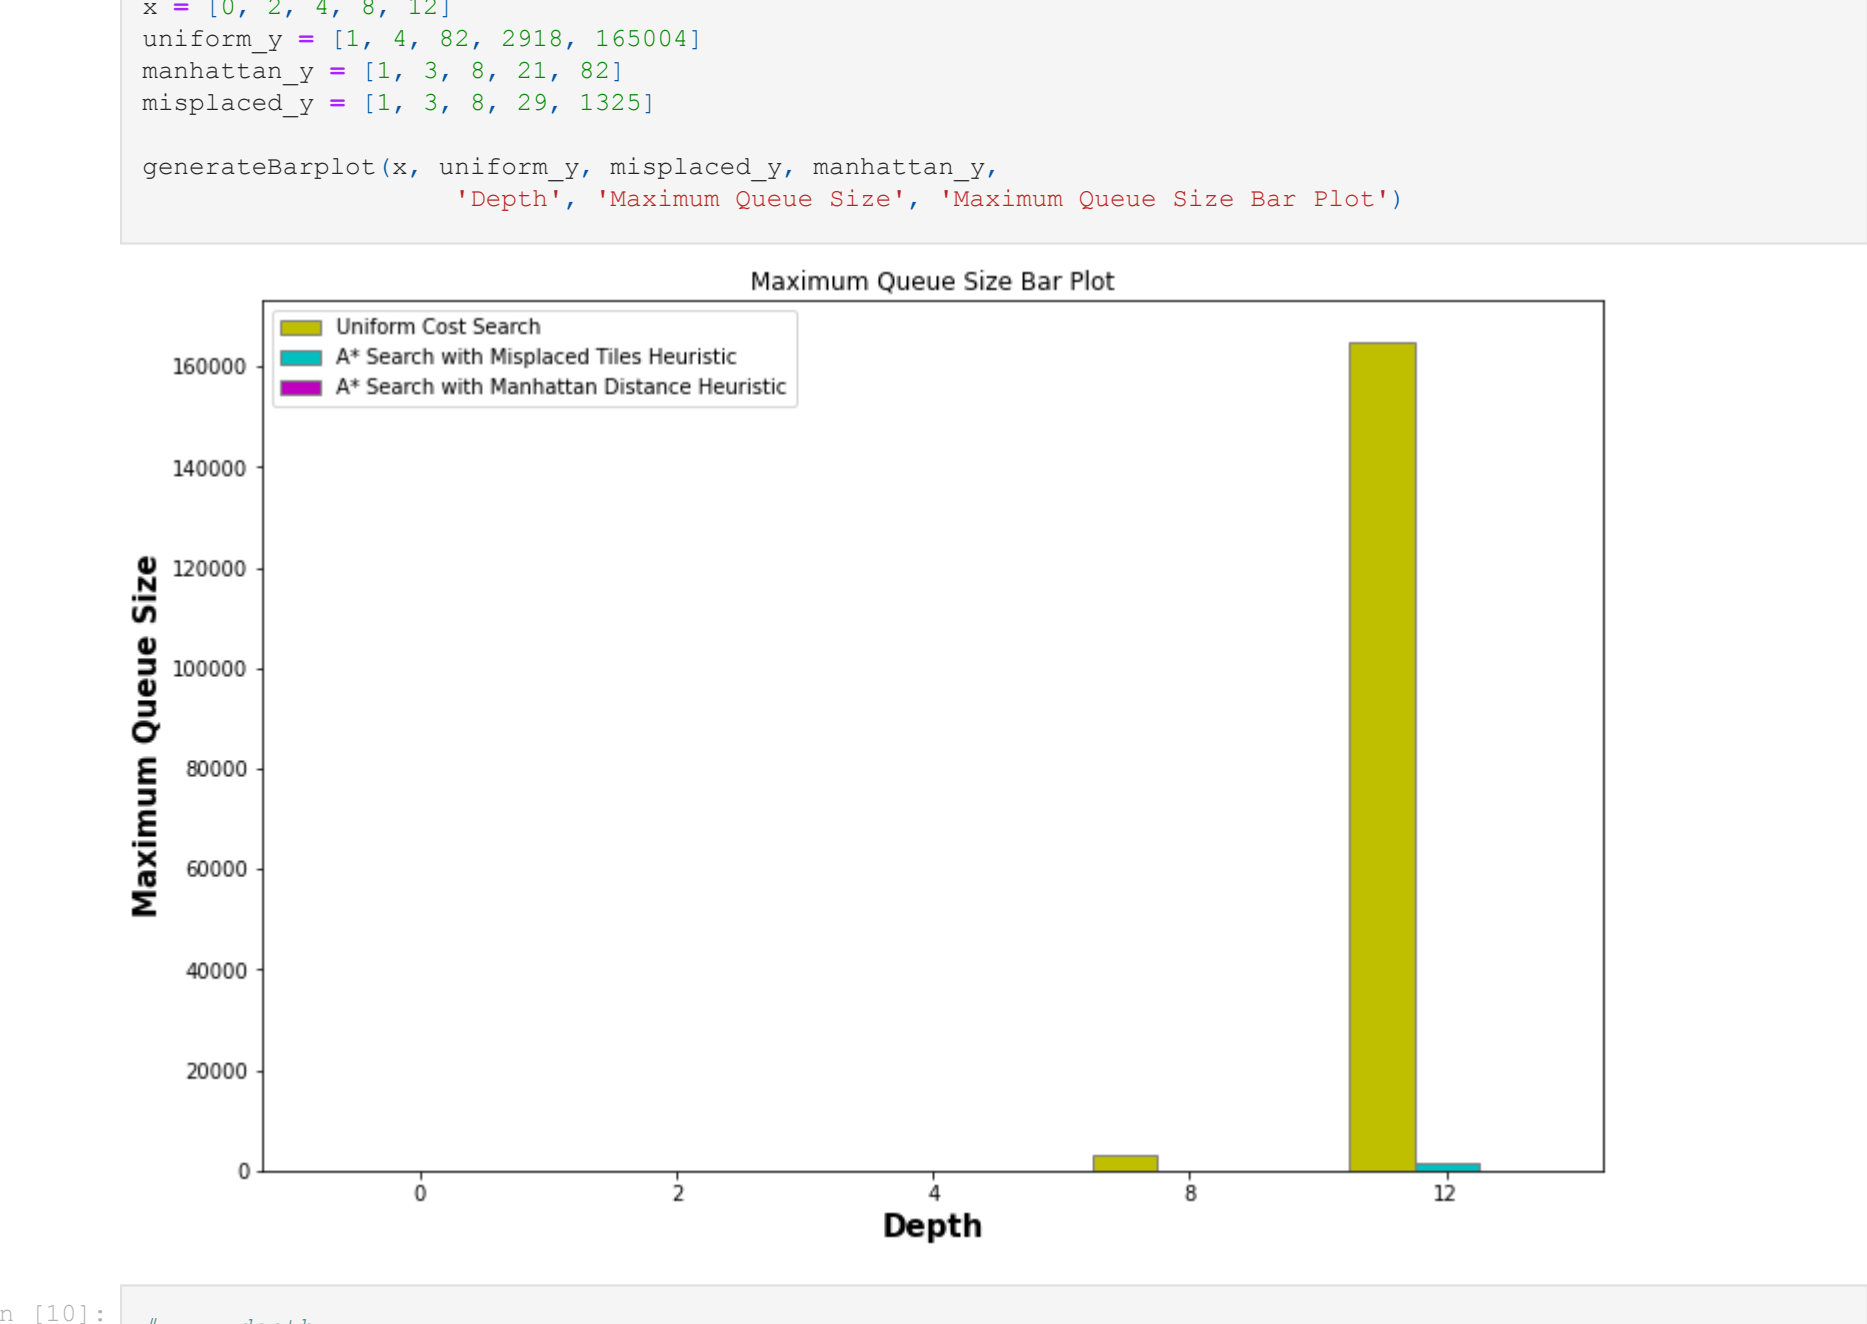 x = [0, 2, 4, 8, 12]
uniform_y = [1, 4, 82, 2918, 165004]
manhattan_y = [1, 3, 8, 21, 82]
misplaced_y = [1, 3, 8, 29, 1325]
generateBarplot(x, uniform_y, misplaced_y, manhattan_y,
'Depth', 'Maximum Queue Size', 'Maximum Queue Size Bar Plot')
Maximum Queue Size Bar Plot
Uniform Cost Search
A* Search with Misplaced Tiles Heuristic
A* Search with Manhattan Distance Heuristic
160000
140000
120000
100000
80000
60000
40000
20000
0
Maximum Queue Size
0 2 4 8 12
Depth
n [10]: